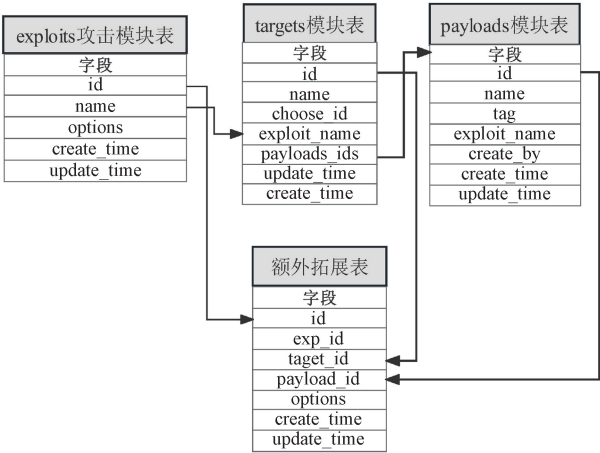 exploits攻击模块表
字段
id
name
options
create_time
update_time
targets模块表
字段
id
name
choose_id
exploit_name
payloads_ids
update_time
create_time
payloads模块表
字段
id
name
tag
exploit_name
create_by
create_time
update_time
额外拓展表
字段
id
exp_id
taget_id
payload_id
options
create_time
update_time